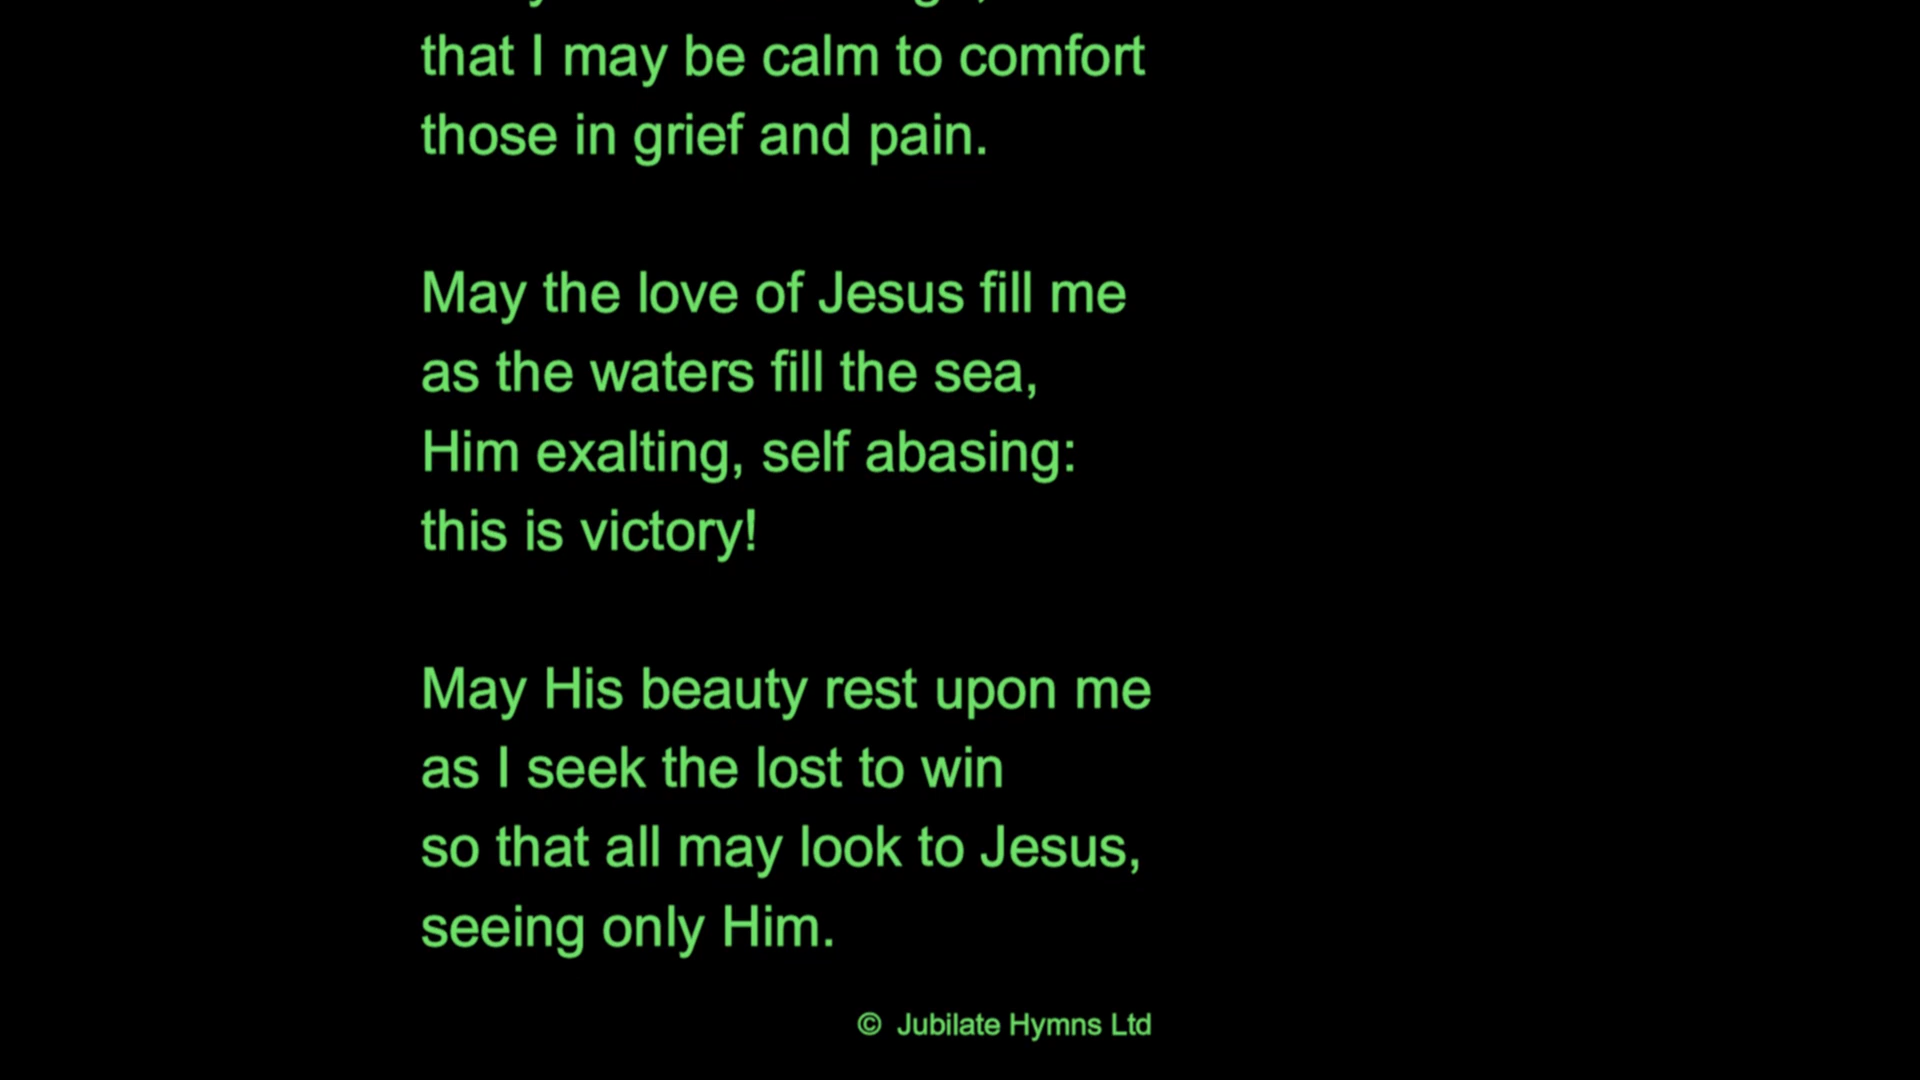 that I may be calm to comfort
those in grief and pain.
May the love of Jesus fill me
as the waters fill the sea,
Him exalting, self abasing:
this is victory!
May His beauty rest upon me
as I seek the lost to win
so that all may look to Jesus,
seeing only Him.
© Jubilate Hymns Ltd